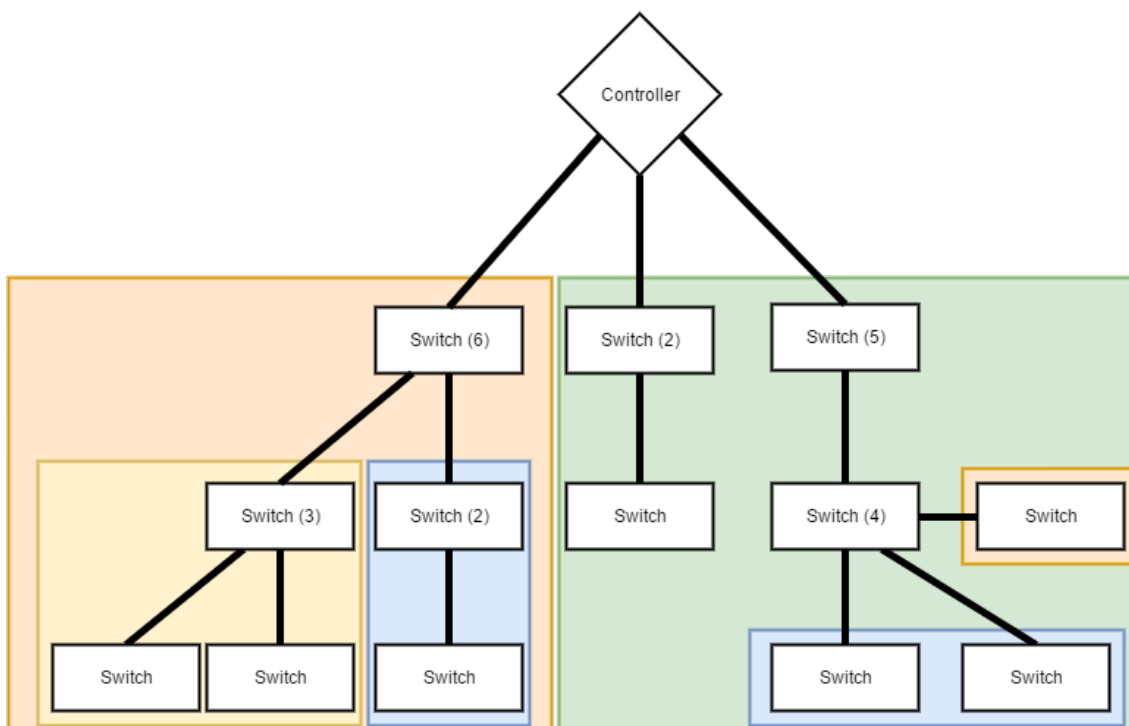 Controller
Switch (6)
Switch (2)
Switch (5)
Switch (3)
Switch (2)
Switch
Switch (4)
Switch
Switch
Switch
Switch
Switch
Switch